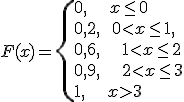 F(x) = { 0, x ≤ 0
0,2, 0 < x ≤ 1,
0,6, 1 < x ≤ 2
0,9, 2 < x ≤ 3
1, x > 3